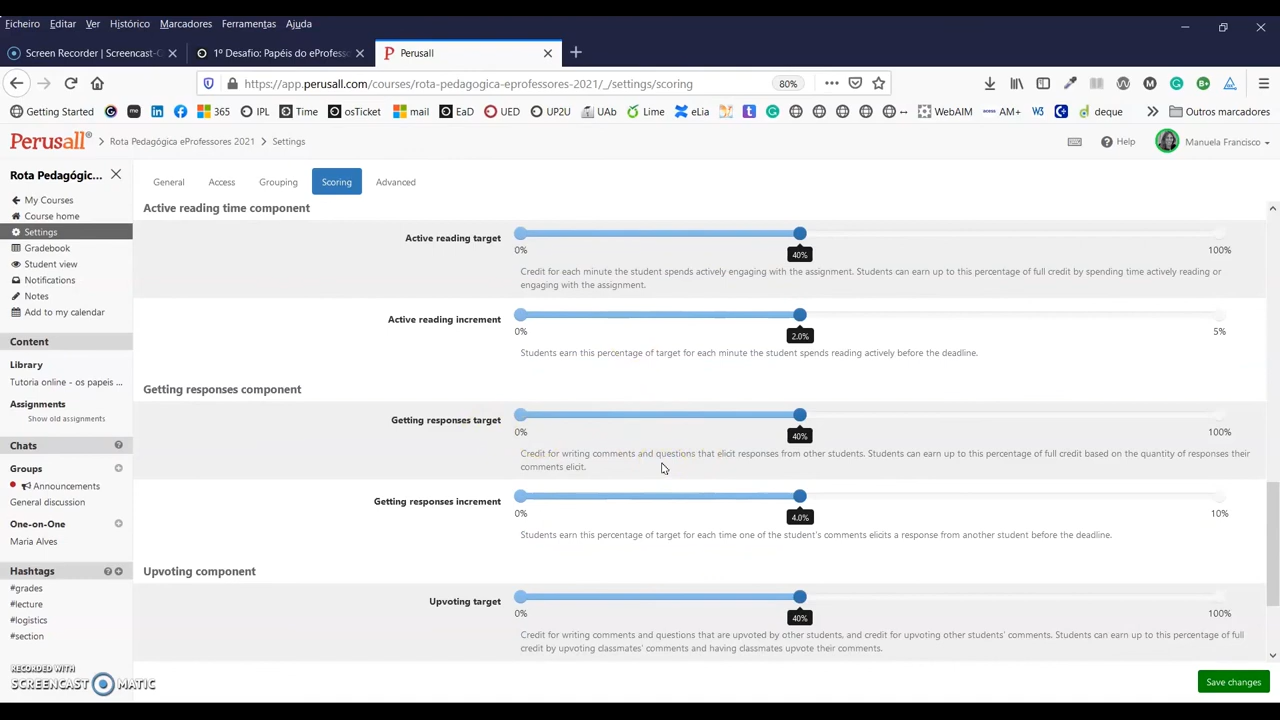 Ficheiro Editar Ver Histórico Marcadores Ferramentas Ajuda
Screen Recorder | Screencast-O
1º Desafio: Papéis do eProfesso
P Perusall
https://app.perusall.com/courses/rota-pedagogica-eprofessores-2021/_/settings/scoring
80%
Getting Started 365 IPL Time osTicket mail EaD UED UP2U UAb Lime eLia WebAIM AM+ deque Outros marcadores
Perusall® Rota Pedagógica eProfessores 2021 Settings
Help
Manuela Francisco
Rota Pedagógic...
My Courses
Course home
Settings
Gradebook
Student view
Notifications
Notes
Add to my calendar
Content
Library
Tutoria online - os papeis ...
Assignments
Show old assignments
Chats
Groups
Announcements
General discussion
One-on-One
Maria Alves
Hashtags
#grades
#lecture
#logistics
#section
RECORDED WITH
SCREENCAST MATIC
General Access Grouping Scoring Advanced
Active reading time component
Active reading target
0% 100%
40%
Credit for each minute the student spends actively engaging with the assignment. Students can earn up to this percentage of full credit by spending time actively reading or
engaging with the assignment.
Active reading increment
0% 5%
2.0%
Students earn this percentage of target for each minute the student spends reading actively before the deadline.
Getting responses component
Getting responses target
0% 100%
40%
Credit for writing comments and questions that elicit responses from other students. Students can earn up to this percentage of full credit based on the quantity of responses their
comments elicit.
Getting responses increment
0% 10%
4.0%
Students earn this percentage of target for each time one of the student's comments elicits a response from another student before the deadline.
Upvoting component
Upvoting target
0% 100%
40%
Credit for writing comments and questions that are upvoted by other students, and credit for upvoting other students' comments. Students can earn up to this percentage of full
credit by upvoting classmates' comments and having classmates upvote their comments.
Save changes